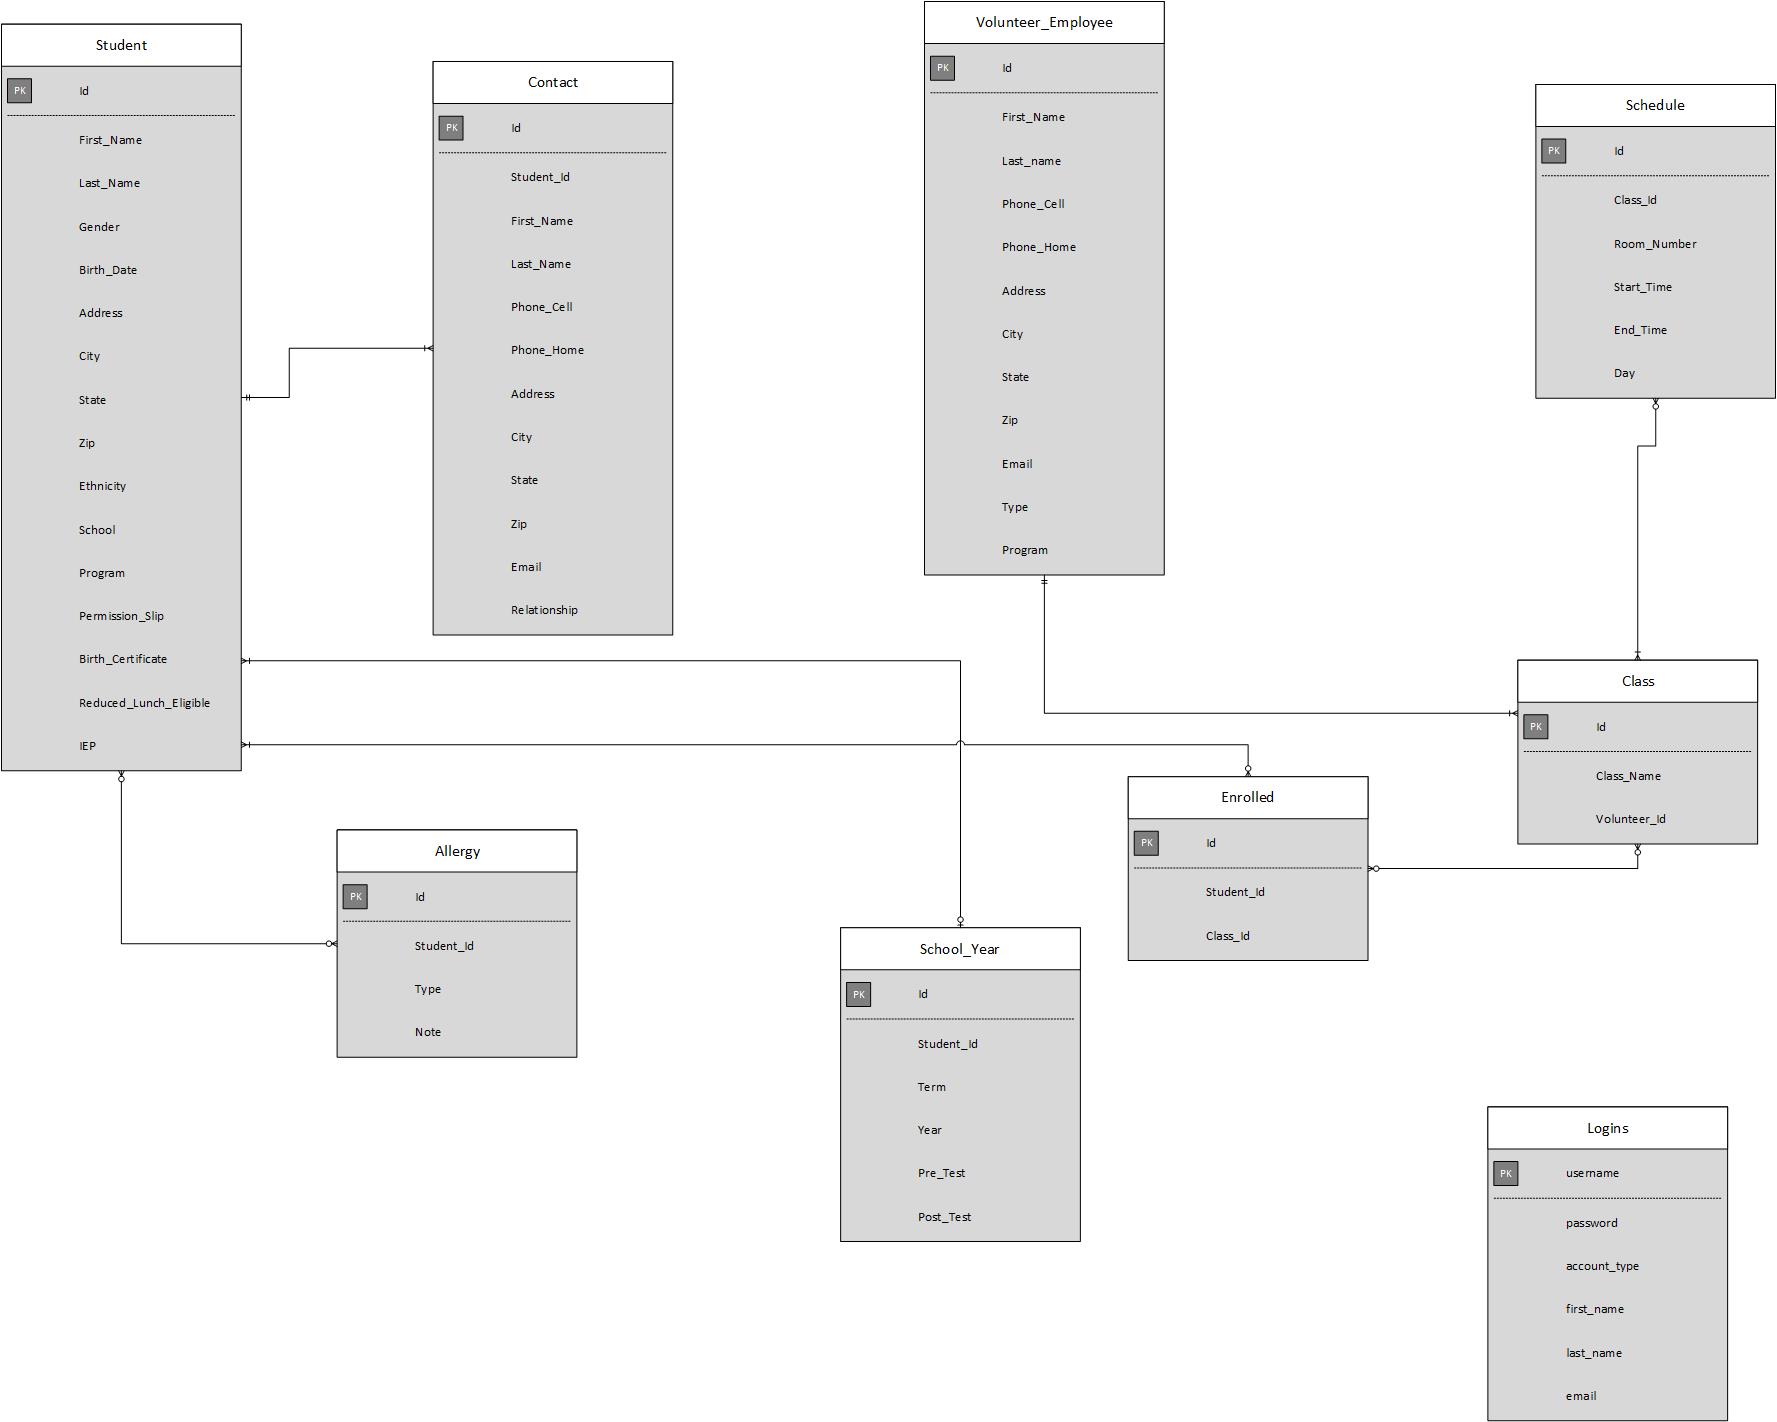 Student
PK Id
First_Name
Last_Name
Gender
Birth_Date
Address
City
State
Zip
Ethnicity
School
Program
Permission_Slip
Birth_Certificate
Reduced_Lunch_Eligible
IEP
Contact
PK Id
Student_Id
First_Name
Last_Name
Phone_Cell
Phone_Home
Address
City
State
Zip
Email
Relationship
Volunteer_Employee
PK Id
First_Name
Last_name
Phone_Cell
Phone_Home
Address
City
State
Zip
Email
Type
Program
Schedule
PK Id
Class_Id
Room_Number
Start_Time
End_Time
Day
Class
PK Id
Class_Name
Volunteer_Id
Enrolled
PK Id
Student_Id
Class_Id
Allergy
PK Id
Student_Id
Type
Note
School_Year
PK Id
Student_Id
Term
Year
Pre_Test
Post_Test
Logins
PK username
password
account_type
first_name
last_name
email